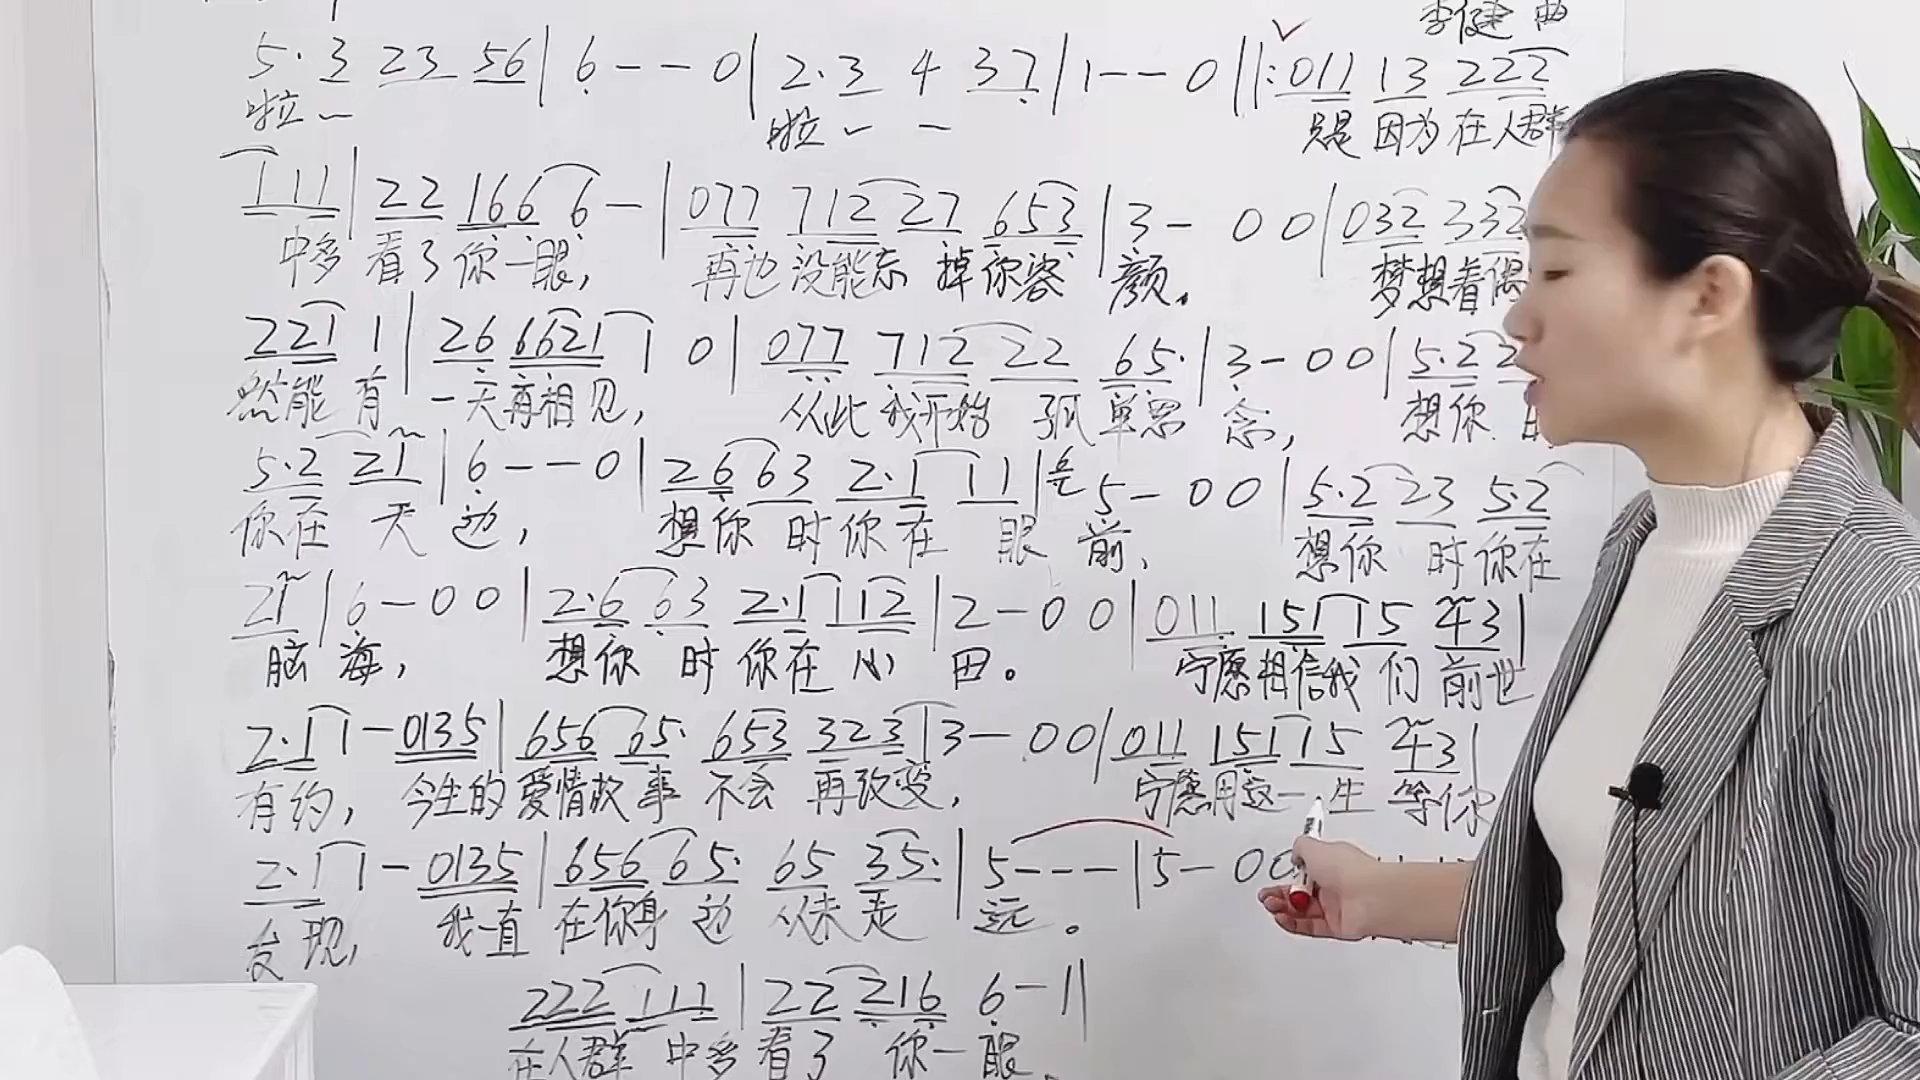 李健 曲
5· 3 23 56 | 6 - - 0 | 2· 3 4 37 | 1 - - 0 ||: 011 13 222
啦 – 啦 – – 只是 因为 在人群
111 | 22 166 6 - | 077 712 27 653 | 3 - 0 0 | 032 332
中多 看了 你一眼， 再也 没能忘 掉你容 颜。 梦想着偶
221 1 | 26 6621 1 0 | 077 712 22 65· | 3 - 0 0 | 5·2 2
然能 有 一天再相见， 从此 我开始 孤 单思 念， 想你
5·2 21 | 6 - - 0 | 26 63 2·1 11 | 5 - 0 0 | 5·2 23 5·2
你在 天 边， 想你 时 你在 眼 前， 想你 时 你在
21 | 6 - 0 0 | 2·6 63 2·1 112 | 2 - 0 0 | 011 151 15 43 |
脑 海， 想你 时 你在 心 田。 宁愿相信我 们 前世
2·1 1 - 0135 | 656 65· 653 323 | 3 - 0 0 | 011 151 15 43 |
有约， 今生的爱情故 事 不会 再改变， 宁愿用这一 生 等你
2·1 1 - 0135 | 656 65· 65 35· | 5 - - - | 5 - 0 0
发现， 我一直 在你身 边 从未 走 远。
222 111 | 22 216 6 - ||
在人群 中多 看了 你一 眼